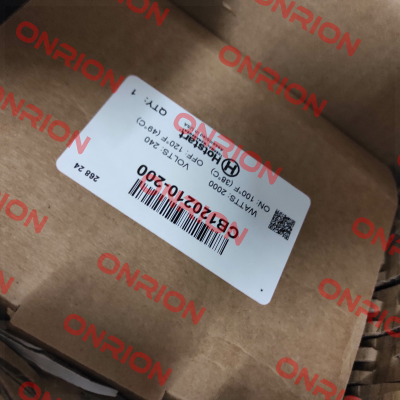 Hotstart
QTY: 1
VOLTS: 240
OFF: 120°F (49°C)
WATTS: 2000
ON: 100°F (38°C)
CB120210-200
268 24
ONRION
ONRION
ONRION
ONRION
ONRION
ONRION
ONRION
ONRION
ONRION